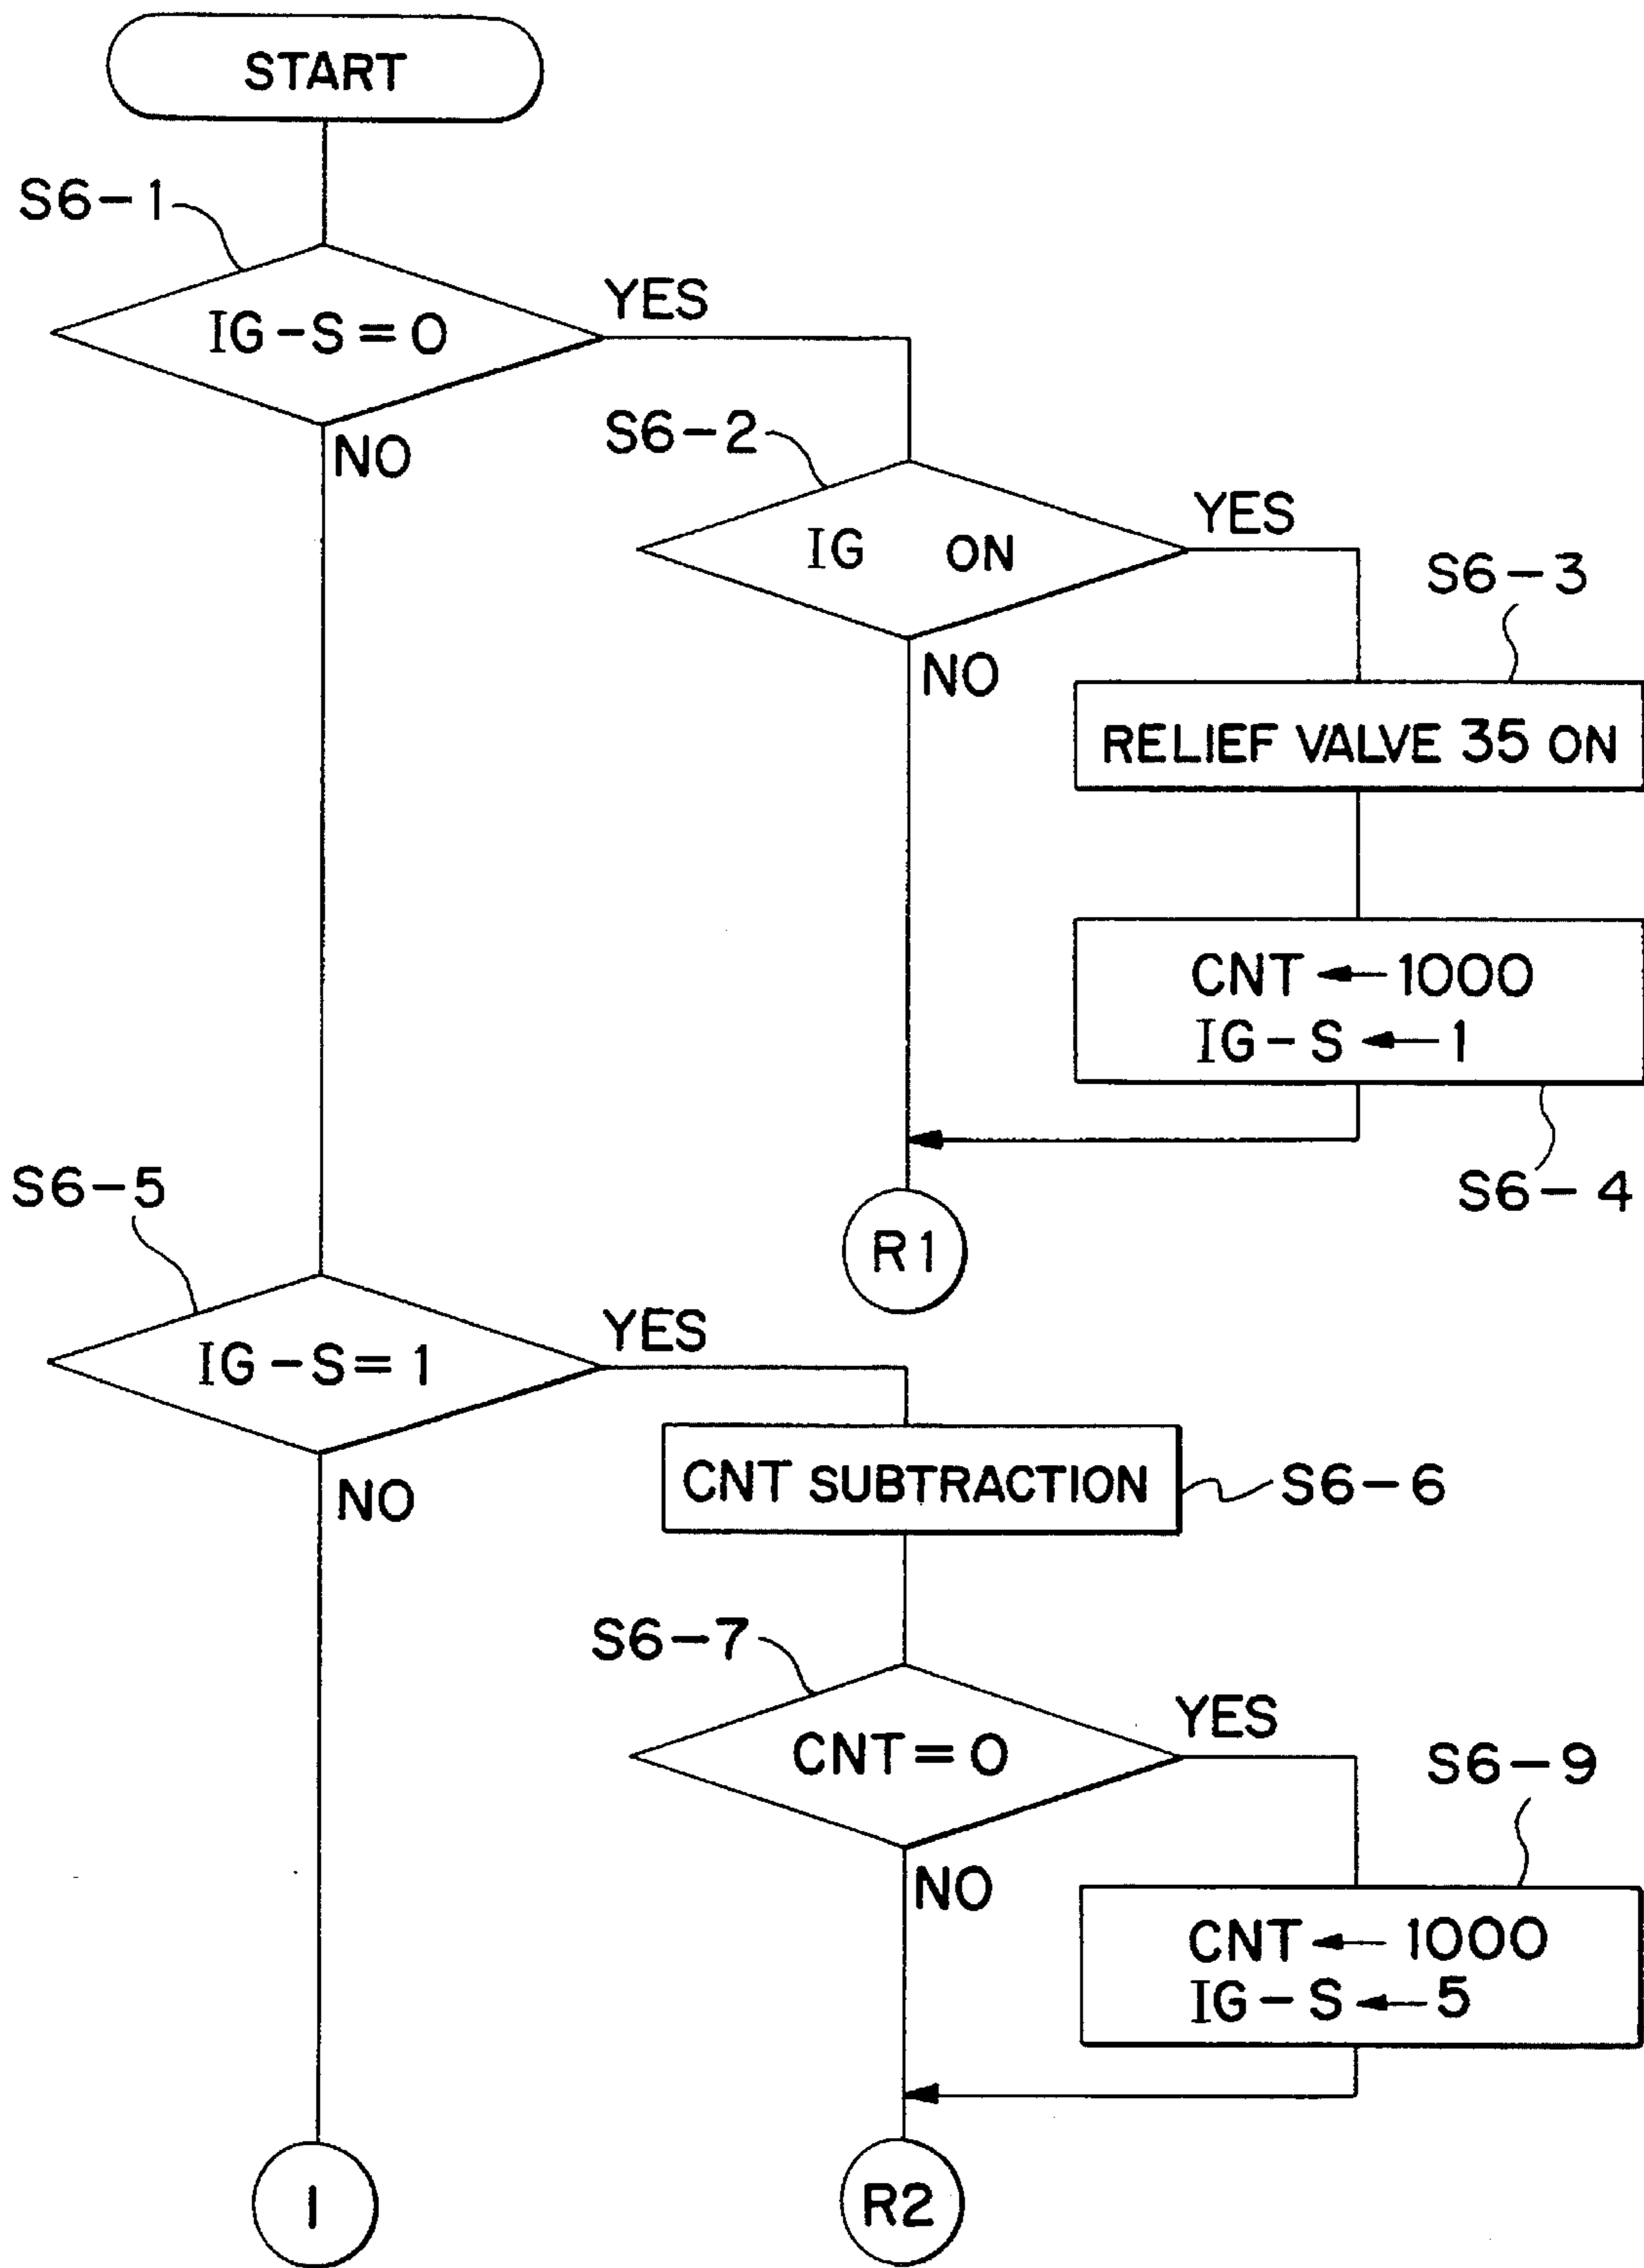 START
S6-1
IG-S=0
YES
NO
S6-2
IG ON
YES
NO
S6-3
RELIEF VALVE 35 ON
CNT ← 1000
IG-S ← 1
S6-4
R1
S6-5
IG-S=1
YES
NO
CNT SUBTRACTION
S6-6
S6-7
CNT=0
YES
NO
S6-9
CNT ← 1000
IG-S ← 5
1
R2